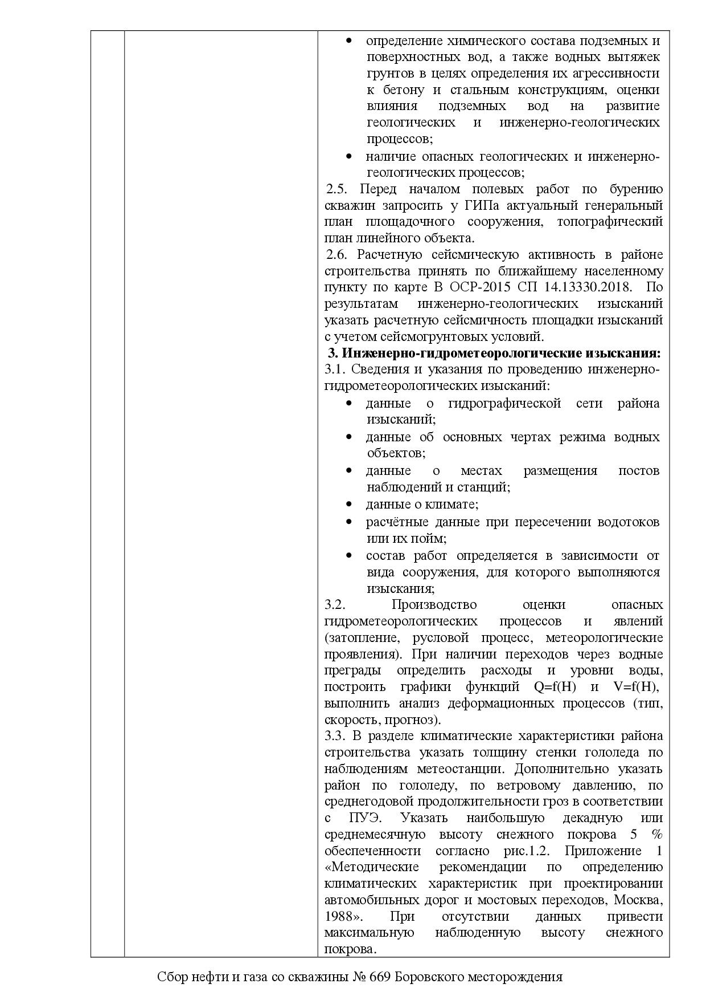 • определение химического состава подземных и
поверхностных вод, а также водных вытяжек
грунтов в целях определения их агрессивности
к бетону и стальным конструкциям, оценки
влияния подземных вод на развитие
геологических и инженерно-геологических
процессов;
• наличие опасных геологических и инженерно-
геологических процессов;
2.5. Перед началом полевых работ по бурению
скважин запросить у ГИПа актуальный генеральный
план площадочного сооружения, топографический
план линейного объекта.
2.6. Расчетную сейсмическую активность в районе
строительства принять по ближайшему населенному
пункту по карте В ОСР-2015 СП 14.13330.2018. По
результатам инженерно-геологических изысканий
указать расчетную сейсмичность площадки изысканий
с учетом сейсмогрунтовых условий.
3. Инженерно-гидрометеорологические изыскания:
3.1. Сведения и указания по проведению инженерно-
гидрометеорологических изысканий:
• данные о гидрографической сети района
изысканий;
• данные об основных чертах режима водных
объектов;
• данные о местах размещения постов
наблюдений и станций;
• данные о климате;
• расчётные данные при пересечении водотоков
или их пойм;
• состав работ определяется в зависимости от
вида сооружения, для которого выполняются
изыскания;
3.2. Производство оценки опасных
гидрометеорологических процессов и явлений
(затопление, русловой процесс, метеорологические
проявления). При наличии переходов через водные
преграды определить расходы и уровни воды,
построить графики функций Q=f(H) и V=f(H),
выполнить анализ деформационных процессов (тип,
скорость, прогноз).
3.3. В разделе климатические характеристики района
строительства указать толщину стенки гололеда по
наблюдениям метеостанции. Дополнительно указать
район по гололеду, по ветровому давлению, по
среднегодовой продолжительности гроз в соответствии
с ПУЭ. Указать наибольшую декадную или
среднемесячную высоту снежного покрова 5 %
обеспеченности согласно рис.1.2. Приложение 1
«Методические рекомендации по определению
климатических характеристик при проектировании
автомобильных дорог и мостовых переходов, Москва,
1988». При отсутствии данных привести
максимальную наблюденную высоту снежного
покрова.
Сбор нефти и газа со скважины № 669 Боровского месторождения